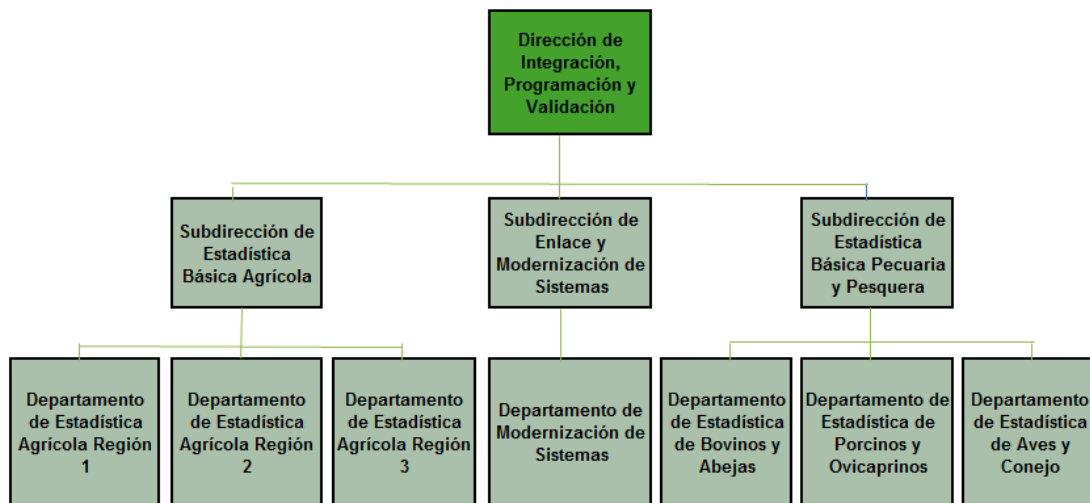 Dirección de
Integración,
Programación y
Validación
Subdirección de
Estadística
Básica Agrícola
Subdirección de
Enlace y
Modernización de
Sistemas
Subdirección de
Estadística
Básica Pecuaria
y Pesquera
Departamento
de Estadística
Agrícola Región
1
Departamento
de Estadística
Agrícola Región
2
Departamento
de Estadística
Agrícola Región
3
Departamento de
Modernización de
Sistemas
Departamento
de Estadística
de Bovinos y
Abejas
Departamento de
Estadística de
Porcinos y
Ovicaprinos
Departamento
de Estadística
de Aves y
Conejo